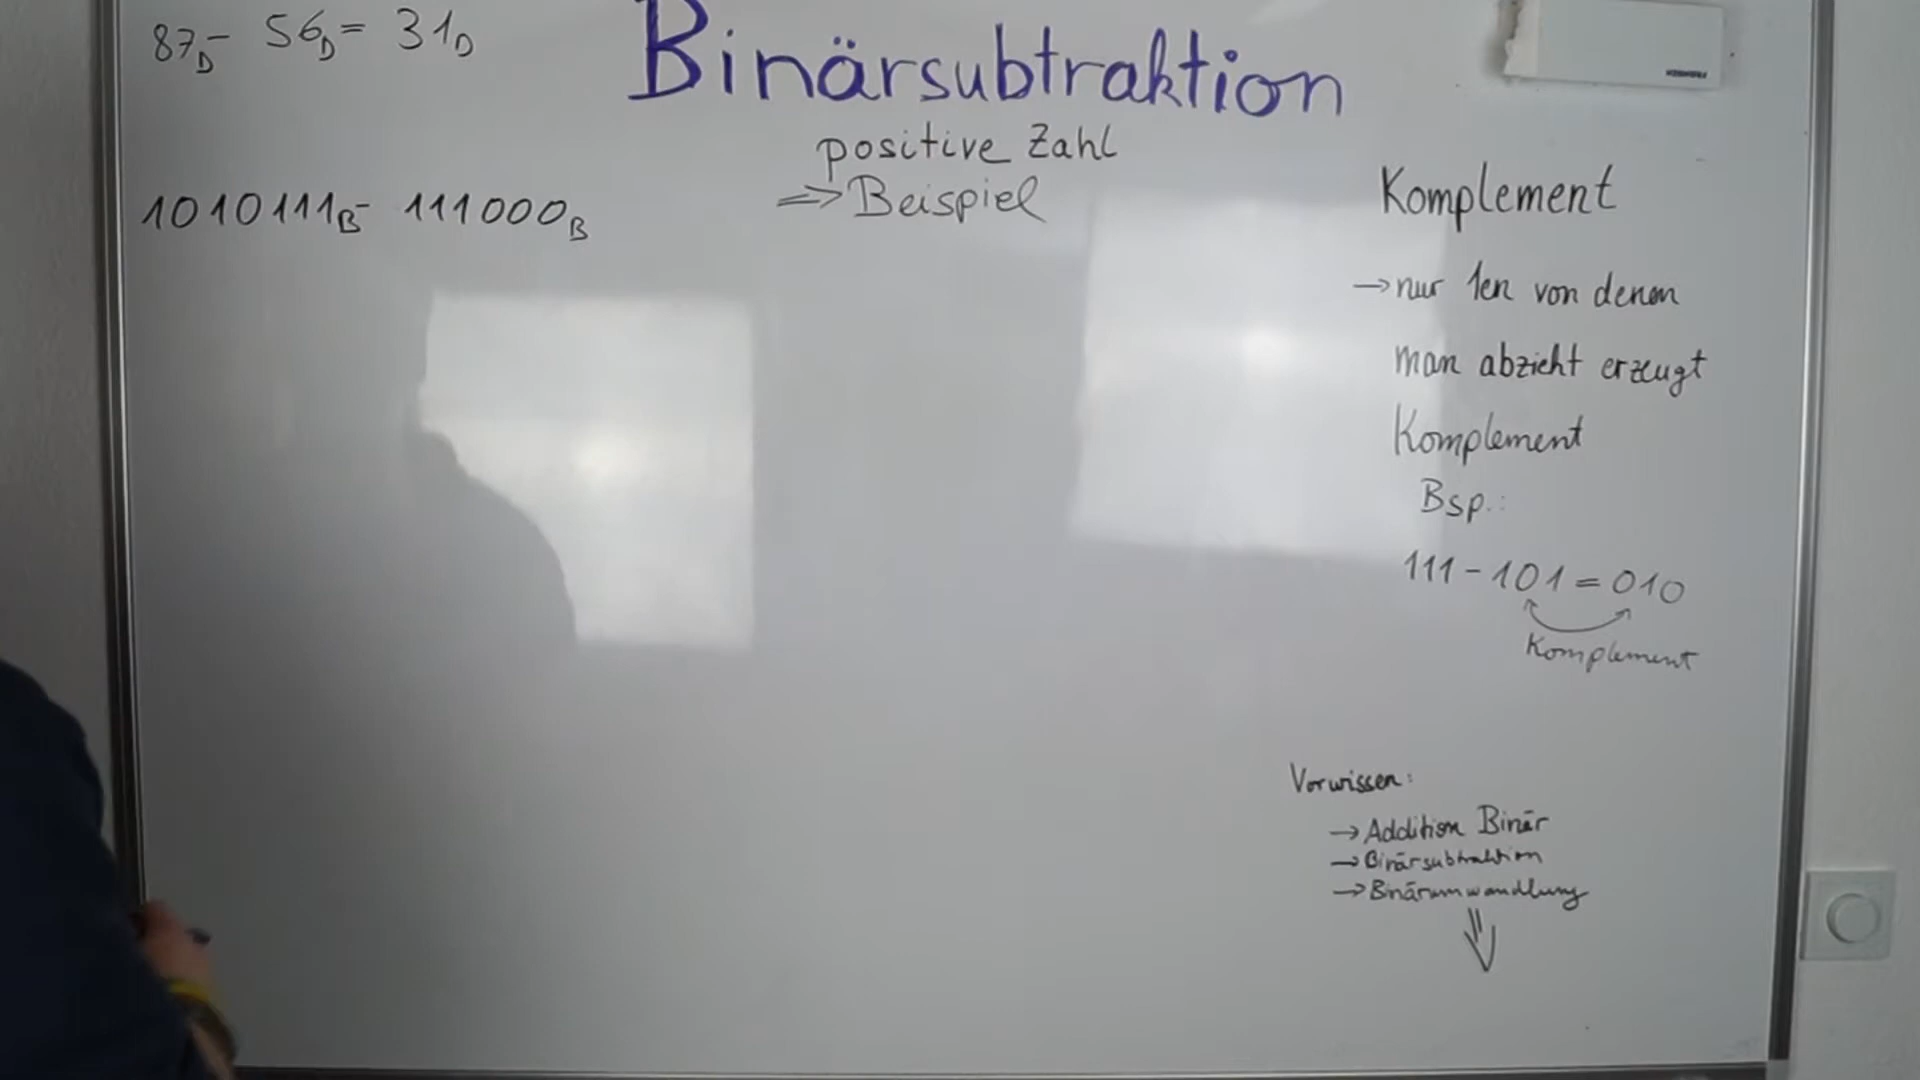 87D- 56D= 31D
Binärsubtraktion
positive Zahl
=> Beispiel
1010111B- 111000B
Komplement
→ nur 1en von denen
man abzieht erzeugt
Komplement
Bsp.:
111 - 101 = 010
Komplement
Vorwissen:
→ Addition Binär
→ Binärsubtraktion
→ Binärumwandlung